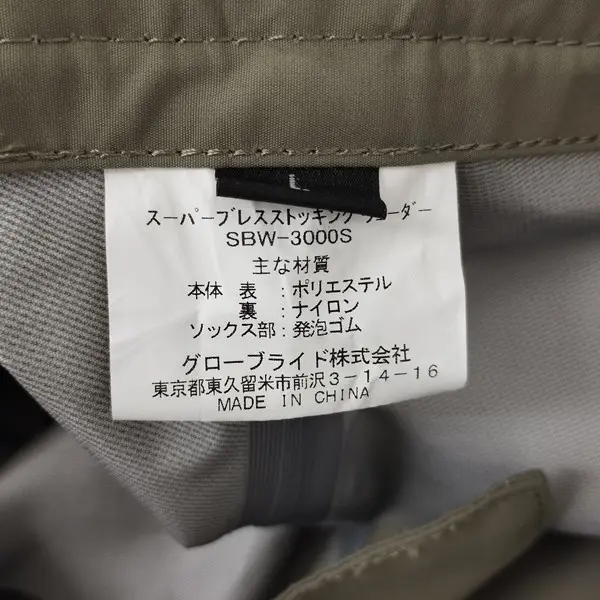 スーパーブレスストッキングウェーダー
SBW-3000S
主な材質
本体 表 : ポリエステル
裏 : ナイロン
ソックス部 : 発泡ゴム
グローブライド株式会社
東京都東久留米市前沢3-14-16
MADE IN CHINA